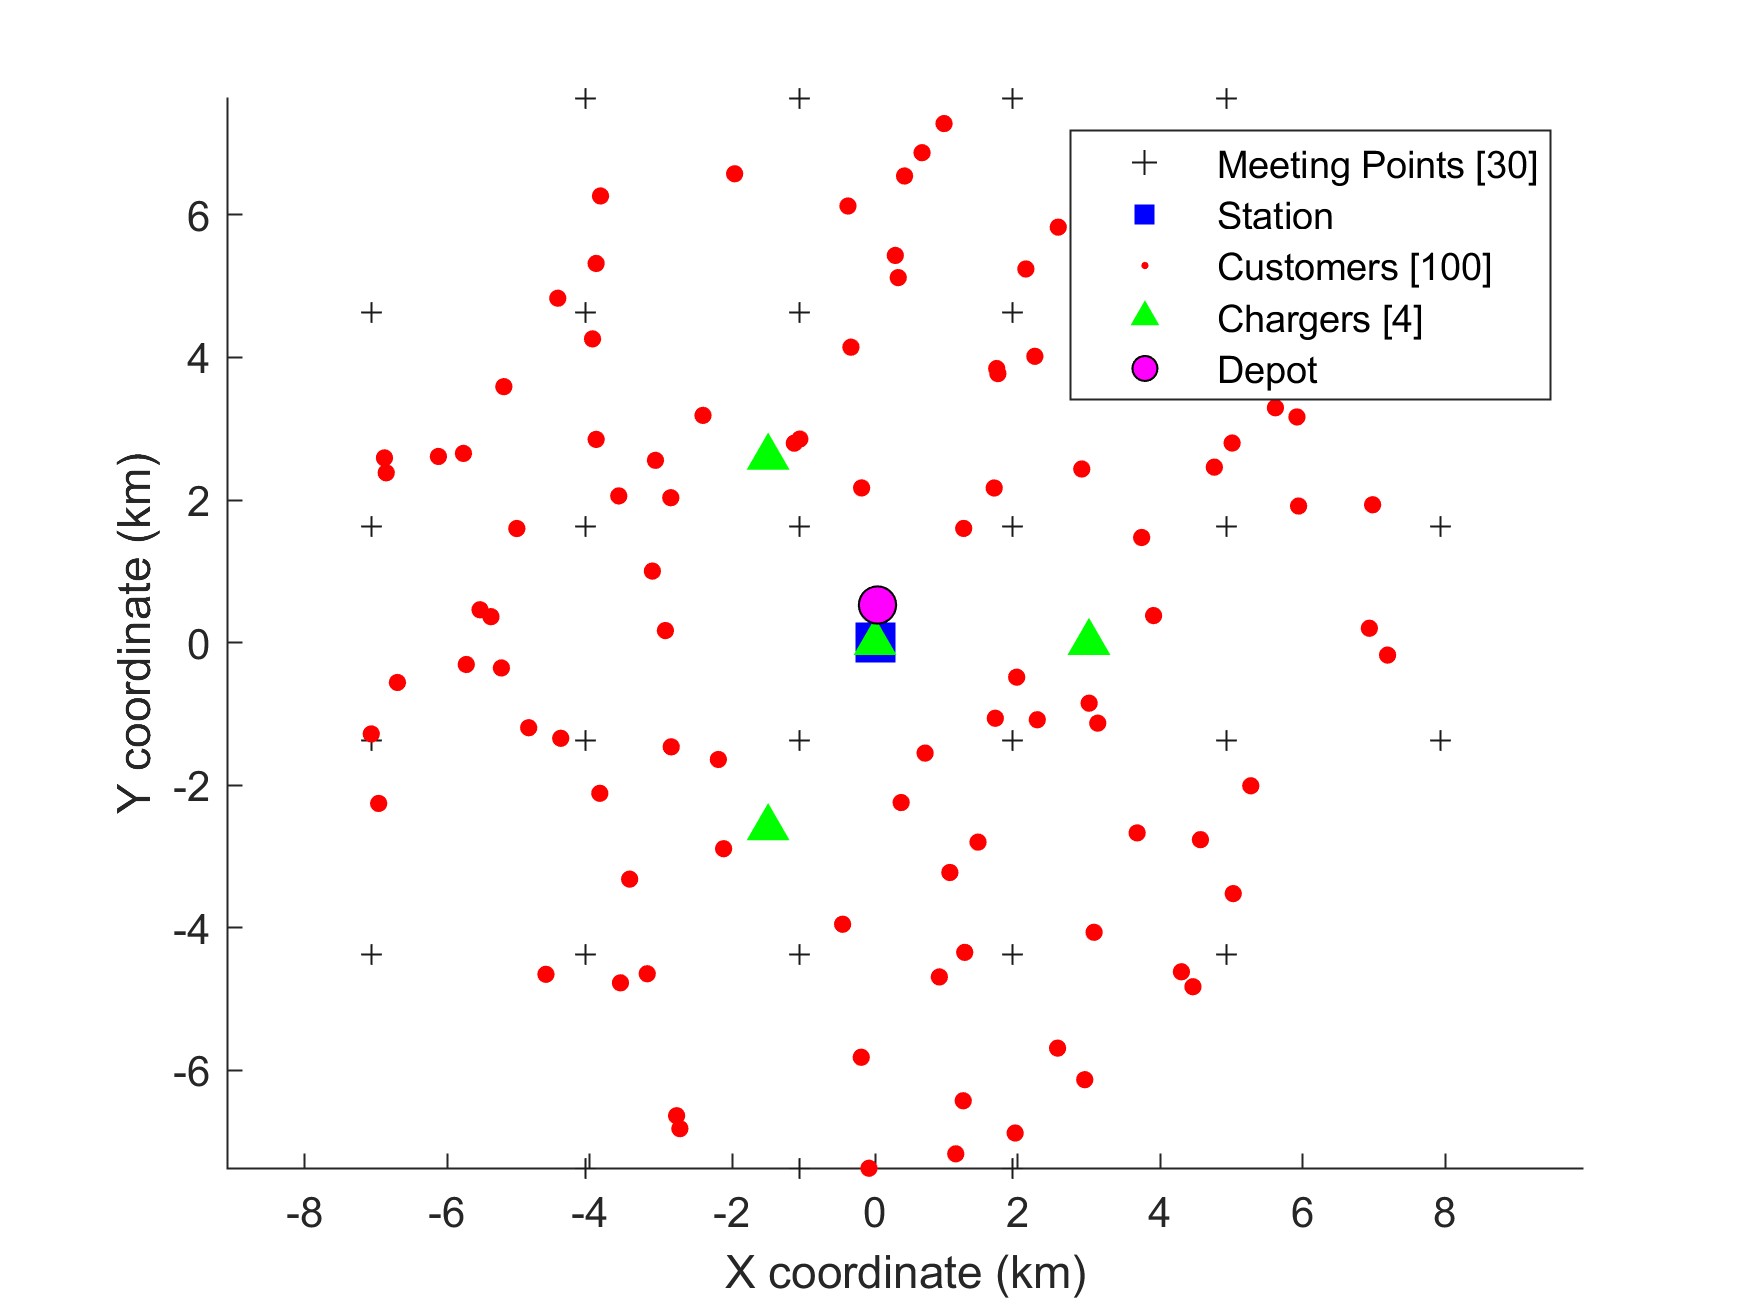 Meeting Points [30]
Station
Customers [100]
Chargers [4]
Depot
6
4
2
0
-2
-4
-6
Y coordinate (km)
-8 -6 -4 -2 0 2 4 6 8
X coordinate (km)